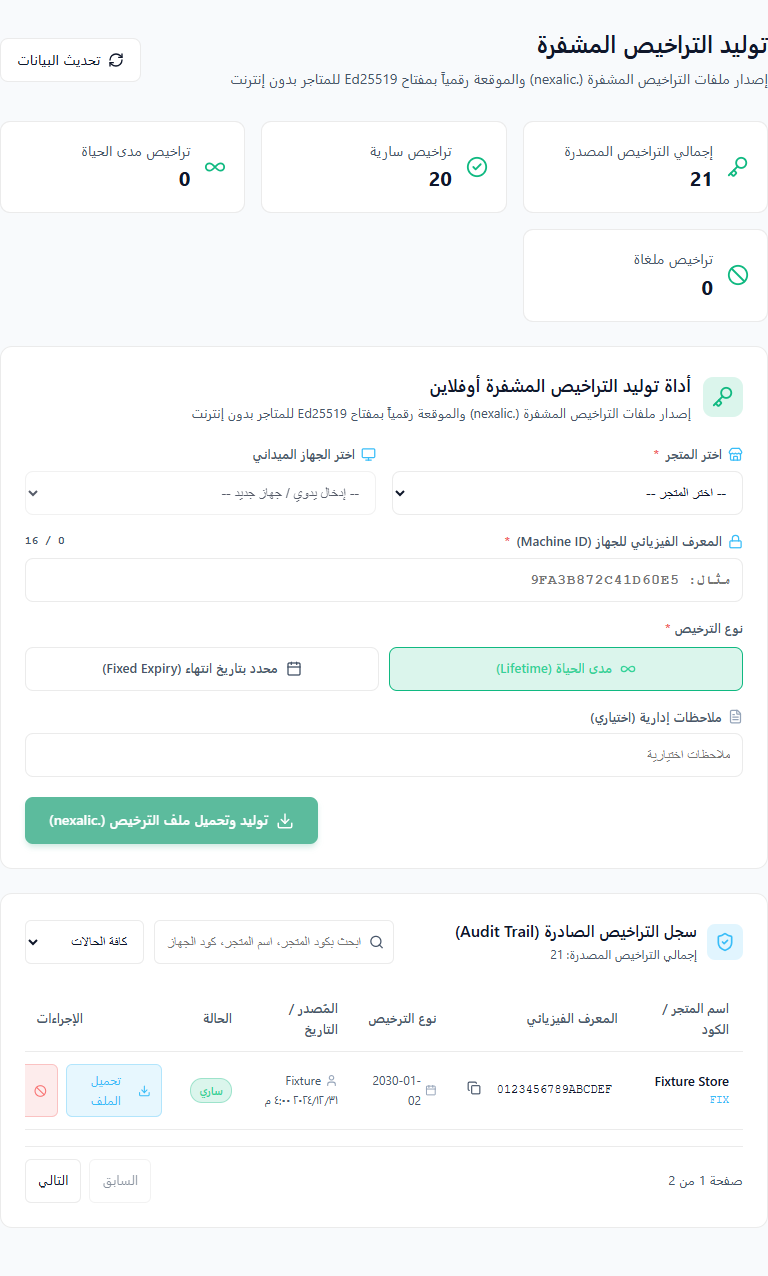 توليد التراخيص المشفرة
إصدار ملفات التراخيص المشفرة (.nexalic) والموقعة رقمياً بمفتاح Ed25519 للمتاجر بدون إنترنت
تحديث البيانات
إجمالي التراخيص المصدرة
21
تراخيص سارية
20
تراخيص مدى الحياة
0
تراخيص ملغاة
0
أداة توليد التراخيص المشفرة أوفلاين
إصدار ملفات التراخيص المشفرة (.nexalic) والموقعة رقمياً بمفتاح Ed25519 للمتاجر بدون إنترنت
اختر المتجر *
-- اختر المتجر --
اختر الجهاز الميداني
-- إدخال يدوي / جهاز جديد --
المعرف الفيزيائي للجهاز (Machine ID) *
0 / 16
مثال: 9FA3B872C41D60E5
نوع الترخيص *
مدى الحياة (Lifetime)
محدد بتاريخ انتهاء (Fixed Expiry)
ملاحظات إدارية (اختياري)
ملاحظات اختيارية
توليد وتحميل ملف الترخيص (.nexalic)
سجل التراخيص الصادرة (Audit Trail)
إجمالي التراخيص المصدرة: 21
ابحث بكود المتجر، اسم المتجر، كود الجهاز
كافة الحالات
اسم المتجر /
الكود
المعرف الفيزيائي
نوع الترخيص
المُصدر /
التاريخ
الحالة
الإجراءات
Fixture Store
FIX
0123456789ABCDEF
2030-01-
02
Fixture
٣١‏/١٢‏/٢٠٢٤ ٤:٠٠ م
ساري
تحميل
الملف
صفحة 1 من 2
السابق
التالي